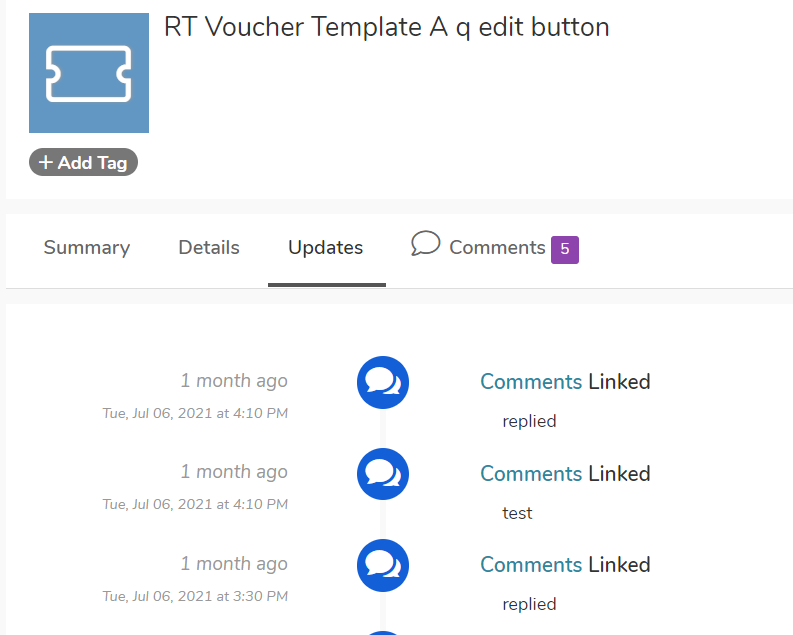 RT Voucher Template A q edit button
+ Add Tag
Summary Details Updates Comments 5
1 month ago Comments Linked
Tue, Jul 06, 2021 at 4:10 PM replied
1 month ago Comments Linked
Tue, Jul 06, 2021 at 4:10 PM test
1 month ago Comments Linked
Tue, Jul 06, 2021 at 3:30 PM replied